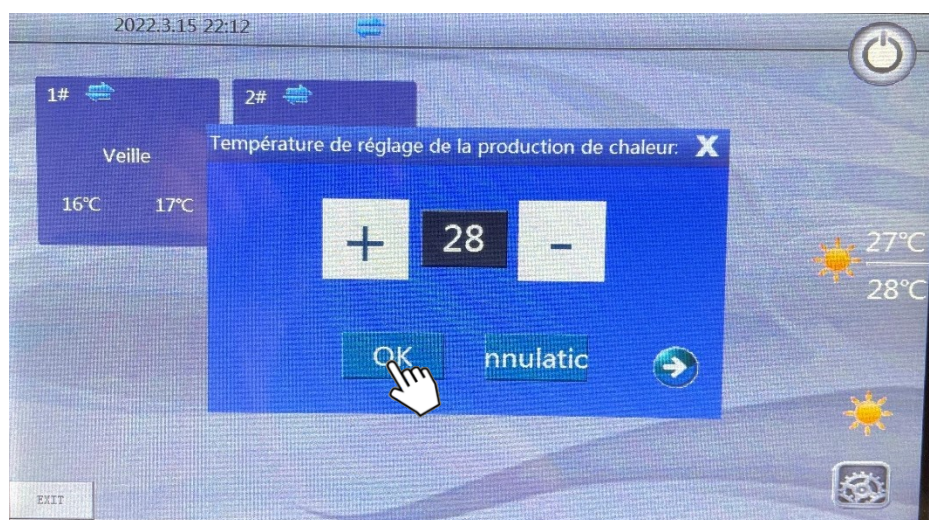 2022.3.15 22:12
1#
2#
Veille
16℃ 17℃
Température de réglage de la production de chaleur: X
+ 28 -
OK nnulatic
27℃
28℃
EXIT